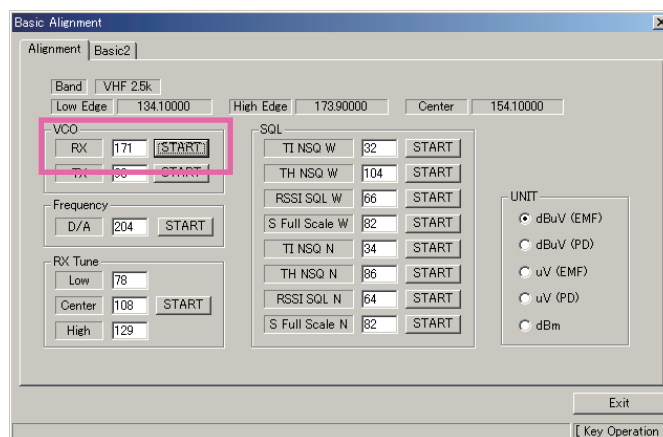 Basic Alignment
Alignment Basic2
Band VHF 2.5k
Low Edge 134.10000 High Edge 173.90000 Center 154.10000
VCO
RX 171 START
TX START
Frequency
D/A 204 START
RX Tune
Low 78
Center 108 START
High 129
SQL
TI NSQ W 32 START
TH NSQ W 104 START
RSSI SQL W 66 START
S Full Scale W 82 START
TI NSQ N 34 START
TH NSQ N 86 START
RSSI SQL N 64 START
S Full Scale N 82 START
UNIT
dBuV (EMF)
dBuV (PD)
uV (EMF)
uV (PD)
dBm
Exit
[ Key Operation